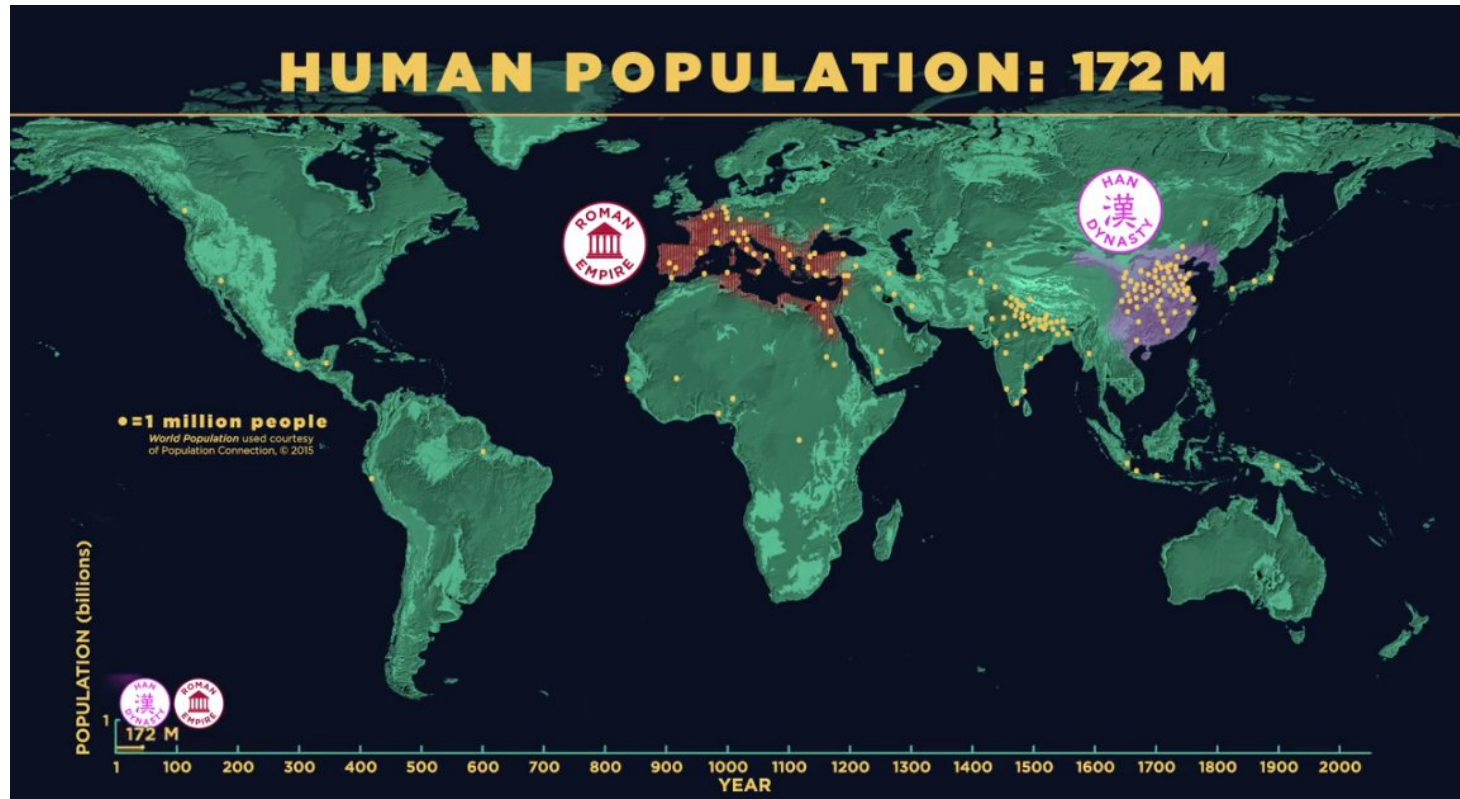 HUMAN POPULATION: 172 M
HAN
漢
DYNASTY
ROMAN
EMPIRE
=1 million people
World Population used courtesy
of Population Connection, © 2015
POPULATION (billions)
HAN
漢
DYNASTY
ROMAN
EMPIRE
1
172 M
1 100 200 300 400 500 600 700 800 900 1000 1100 1200 1300 1400 1500 1600 1700 1800 1900 2000
YEAR